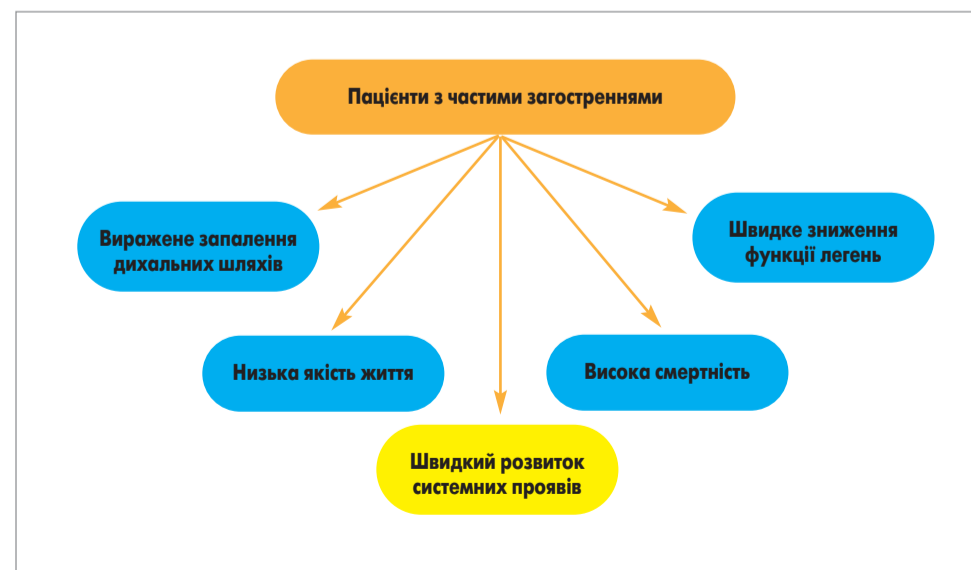 Пацієнти з частими загостреннями
Виражене запалення
дихальних шляхів
Швидке зниження
функції легень
Низька якість життя
Висока смертність
Швидкий розвиток
системних проявів